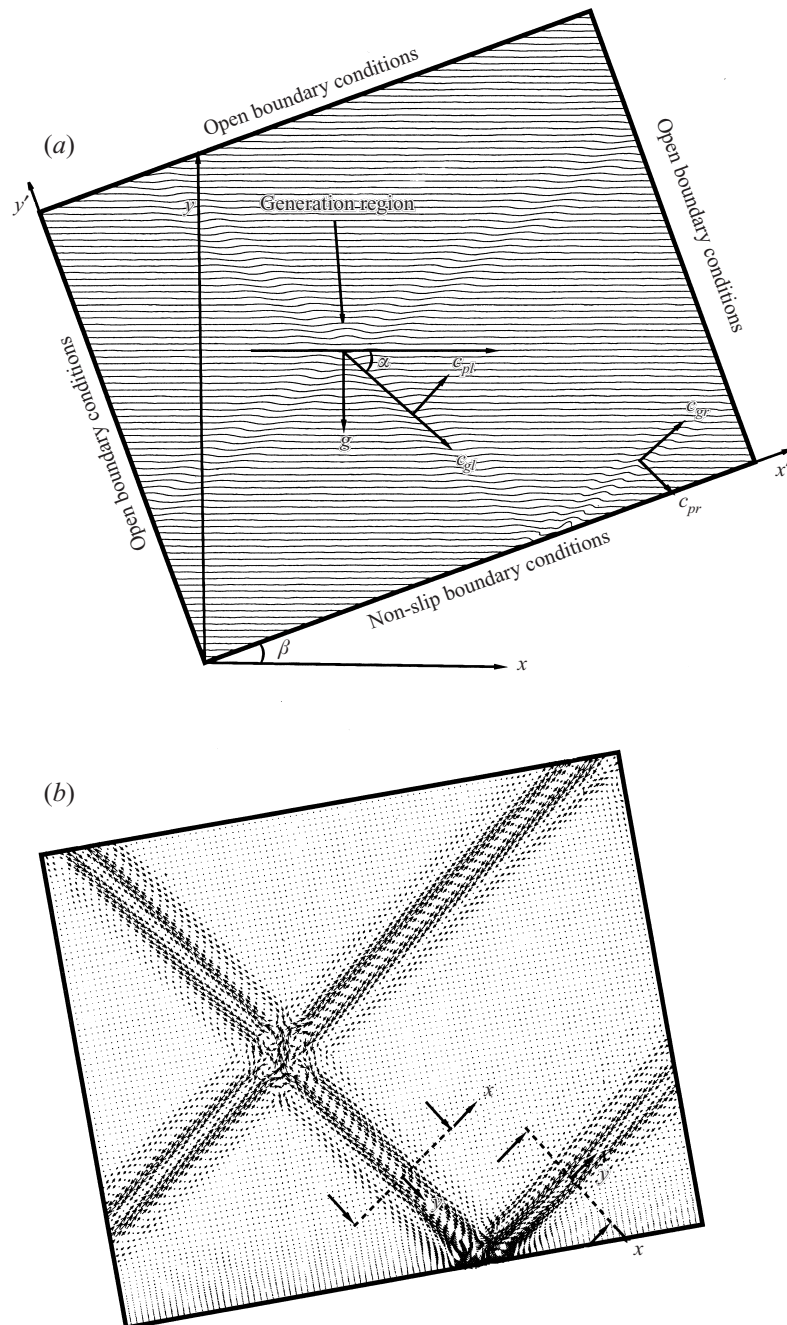 (a)
Open boundary conditions
Open boundary conditions
y′
y
Generation region
α
c_pl
g
c_gl
c_gr
x′
c_pr
Open boundary conditions
Non-slip boundary conditions
β
x
(b)
x
y
x